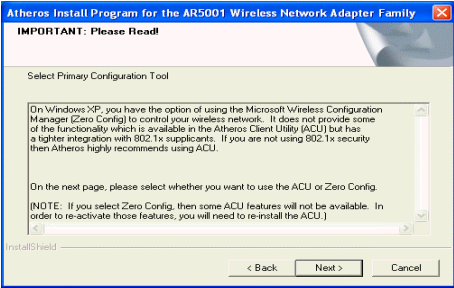 Atheros Install Program for the AR5001 Wireless Network Adapter Family
IMPORTANT: Please Read!
Select Primary Configuration Tool
On Windows XP, you have the option of using the Microsoft Wireless Configuration
Manager (Zero Config) to control your wireless network. It does not provide some
of the functionality which is available in the Atheros Client Utility (ACU) but has
a tighter integration with 802.1x supplicants. If you are not using 802.1x security
then Atheros highly recommends using ACU.
On the next page, please select whether you want to use the ACU or Zero Config.
(NOTE: If you select Zero Config, then some ACU features will not be available. In
order to re-activate those features, you will need to re-install the ACU.)
InstallShield
< Back Next > Cancel